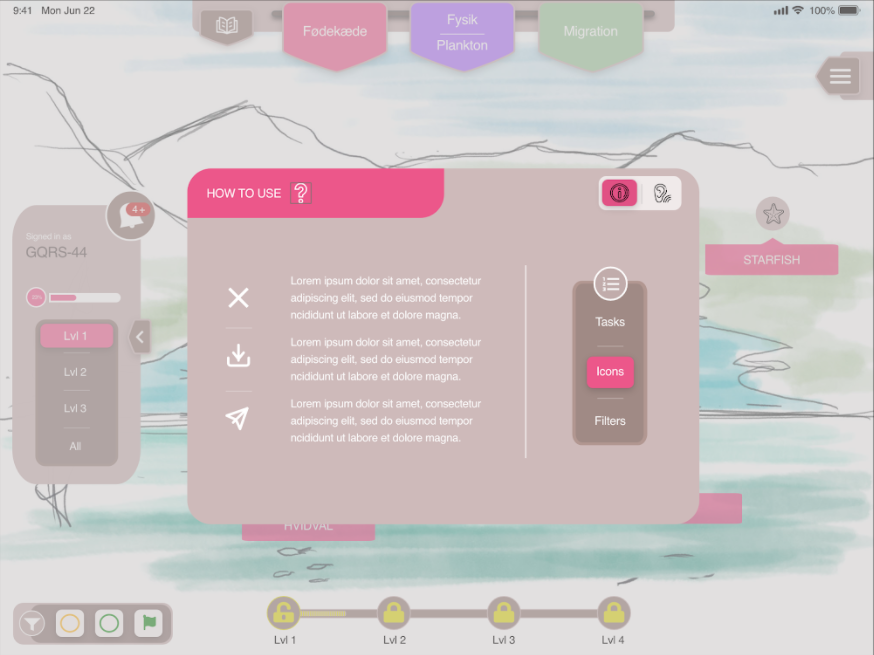 9:41 Mon Jun 22
100%
Fødekæde
Fysik
Plankton
Migration
HOW TO USE ?
4+
Signed in as
GQRS-44
STARFISH
Lvl 1
Lvl 2
Lvl 3
All
Lorem ipsum dolor sit amet, consectetur
adipiscing elit, sed do eiusmod tempor
ncididunt ut labore et dolore magna.
Lorem ipsum dolor sit amet, consectetur
adipiscing elit, sed do eiusmod tempor
ncididunt ut labore et dolore magna.
Lorem ipsum dolor sit amet, consectetur
adipiscing elit, sed do eiusmod tempor
ncididunt ut labore et dolore magna.
Tasks
Icons
Filters
HVIDVAL
Lvl 1
Lvl 2
Lvl 3
Lvl 4